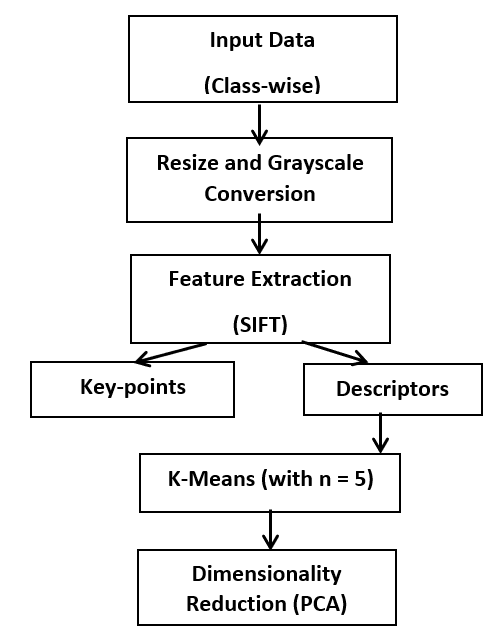 Input Data
(Class-wise)
Resize and Grayscale
Conversion
Feature Extraction
(SIFT)
Key-points
Descriptors
K-Means (with n = 5)
Dimensionality
Reduction (PCA)